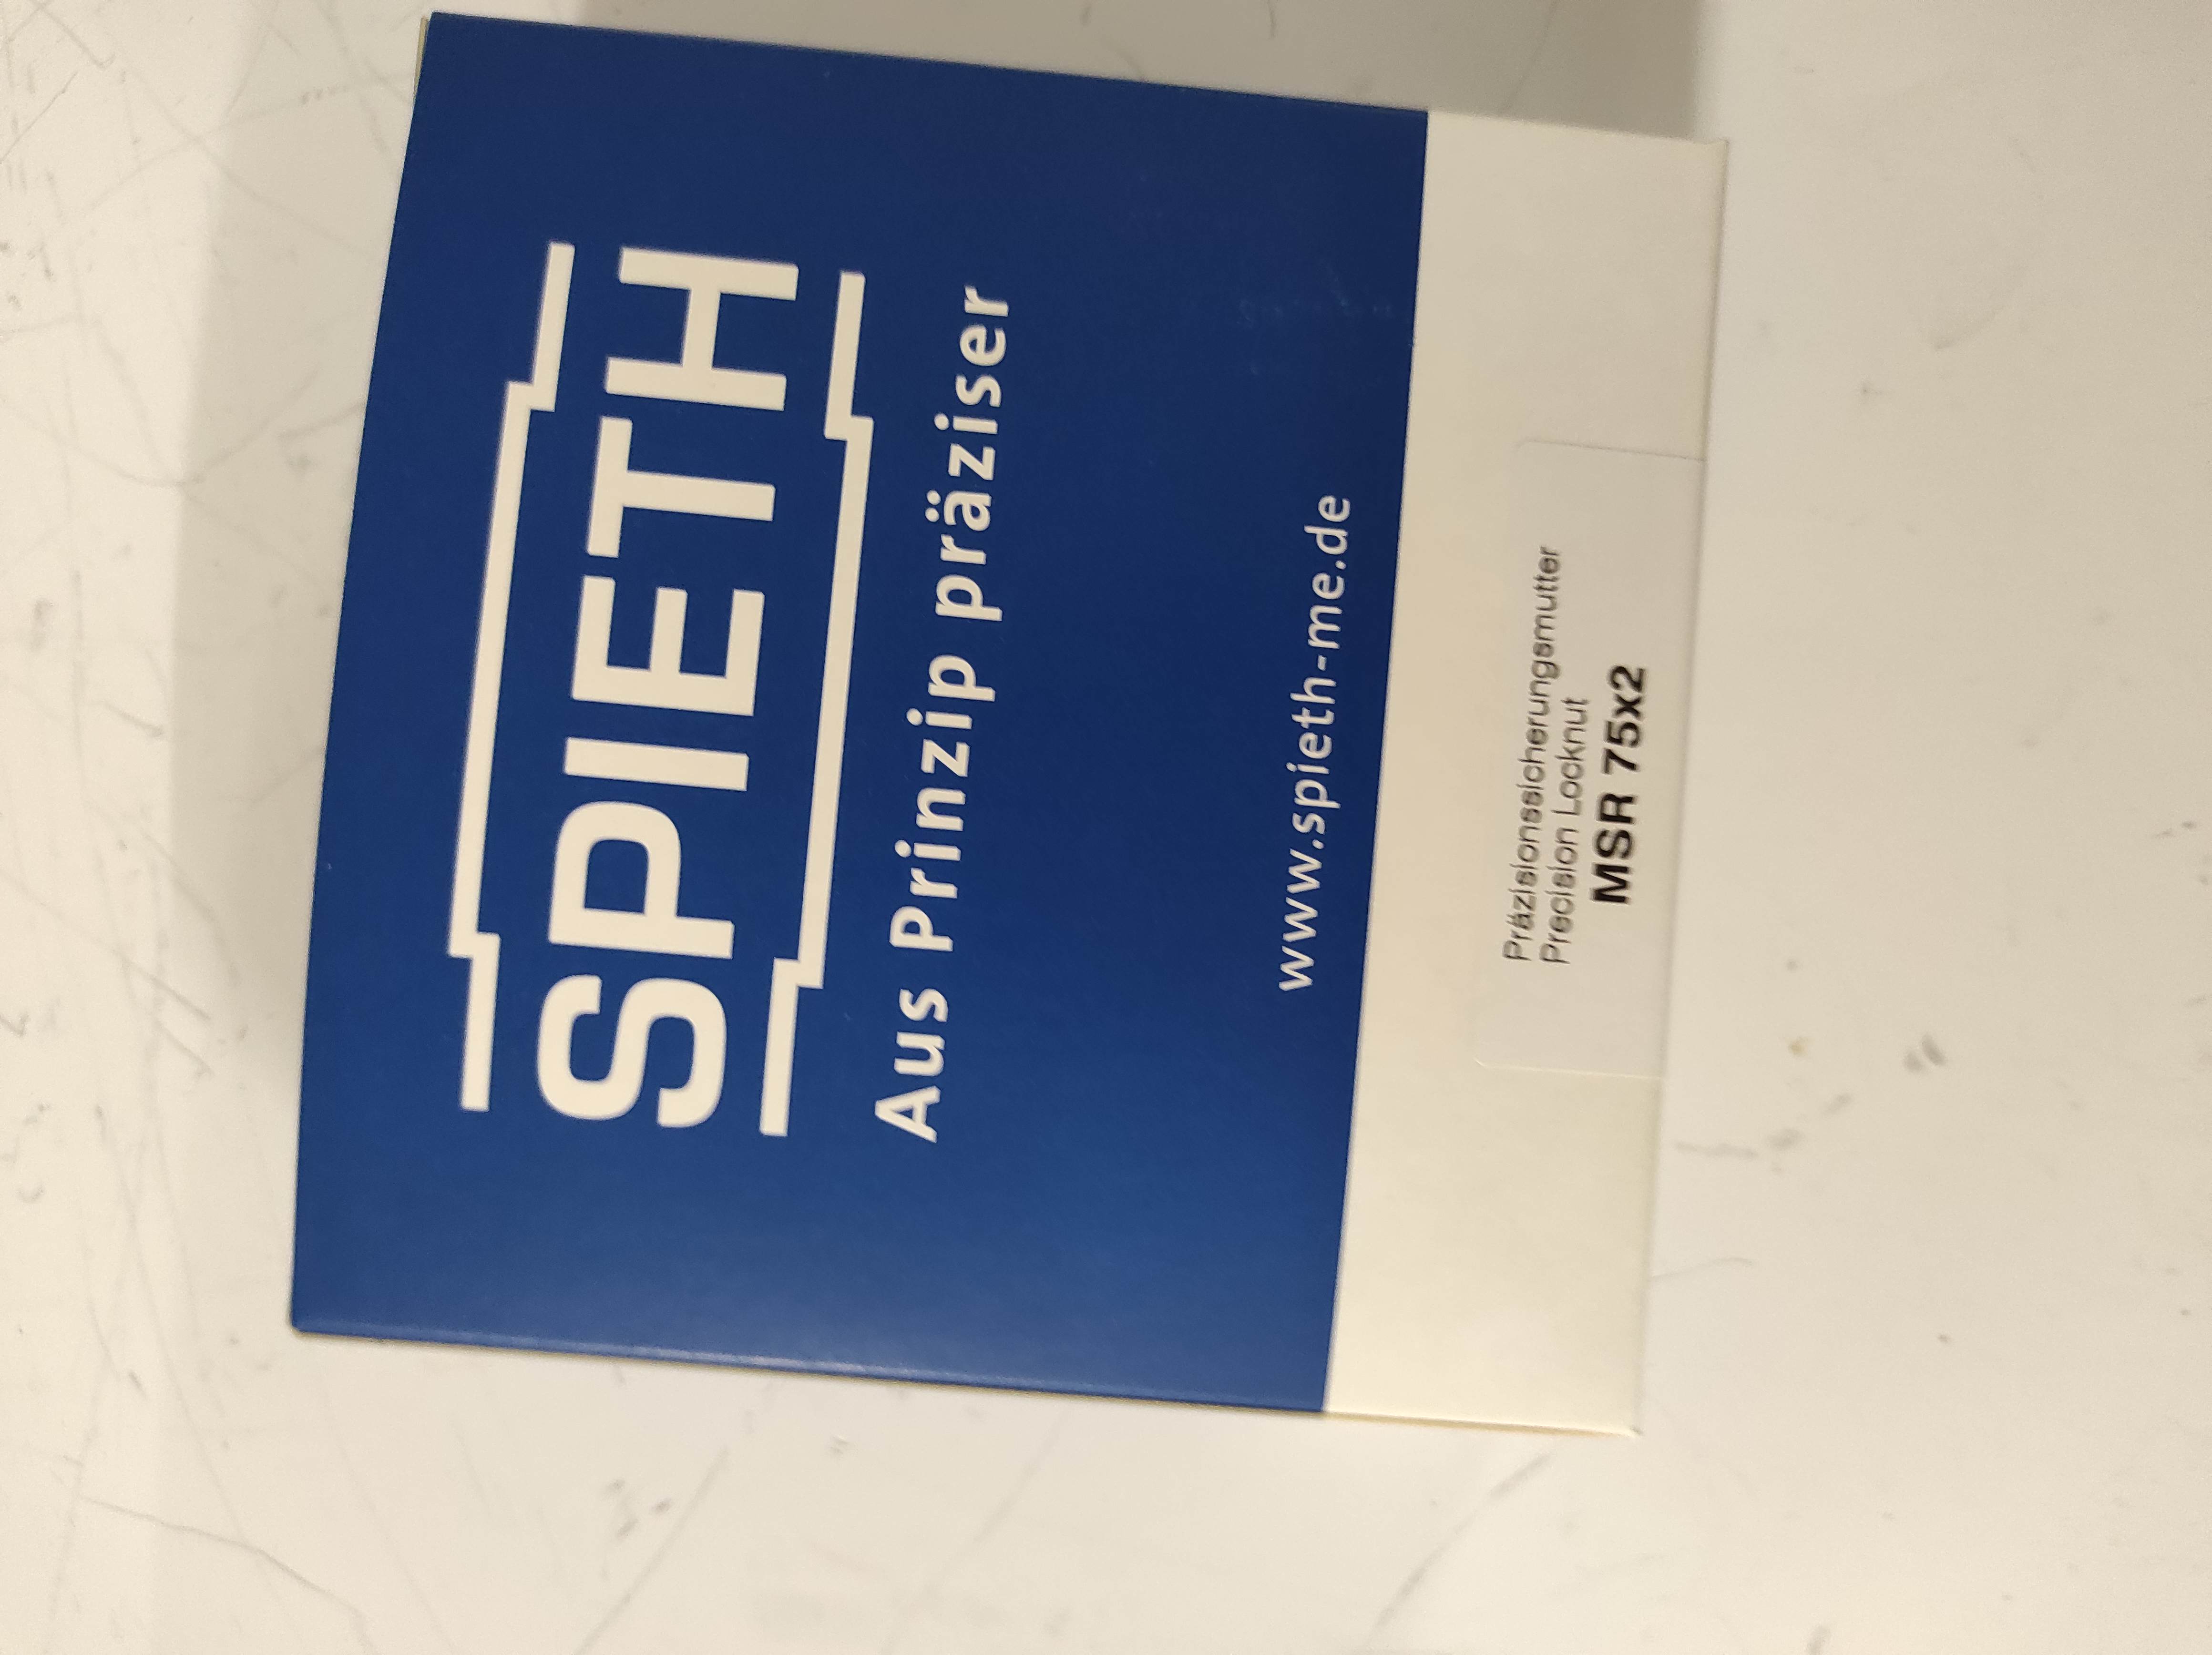 SPIETH
Aus Prinzip präziser
www.spieth-me.de
Präzisionssicherungsmutter
Precision Locknut
MSR 75x2